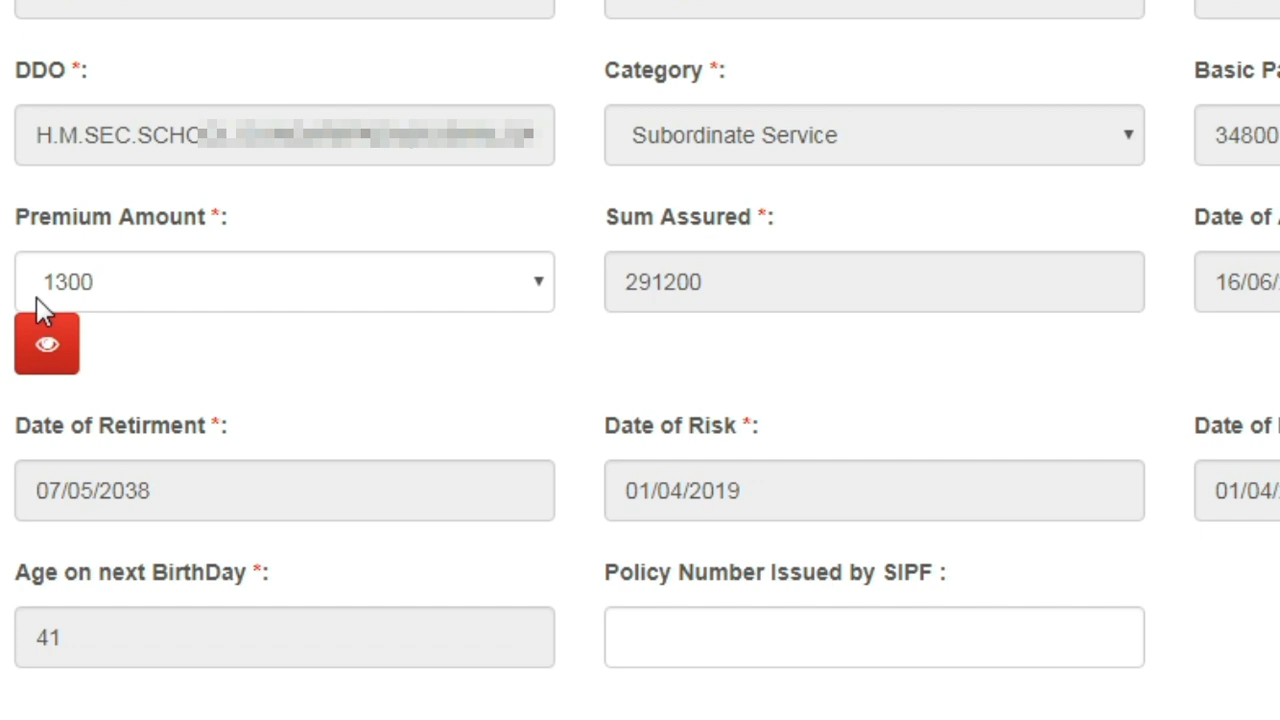 DDO *: Category *: Basic
H.M.SEC.SCHO Subordinate Service 34800
Premium Amount *: Sum Assured *: Date of
1300 291200 16/06/
Date of Retirment *: Date of Risk *: Date of
07/05/2038 01/04/2019 01/04/
Age on next BirthDay *: Policy Number Issued by SIPF :
41